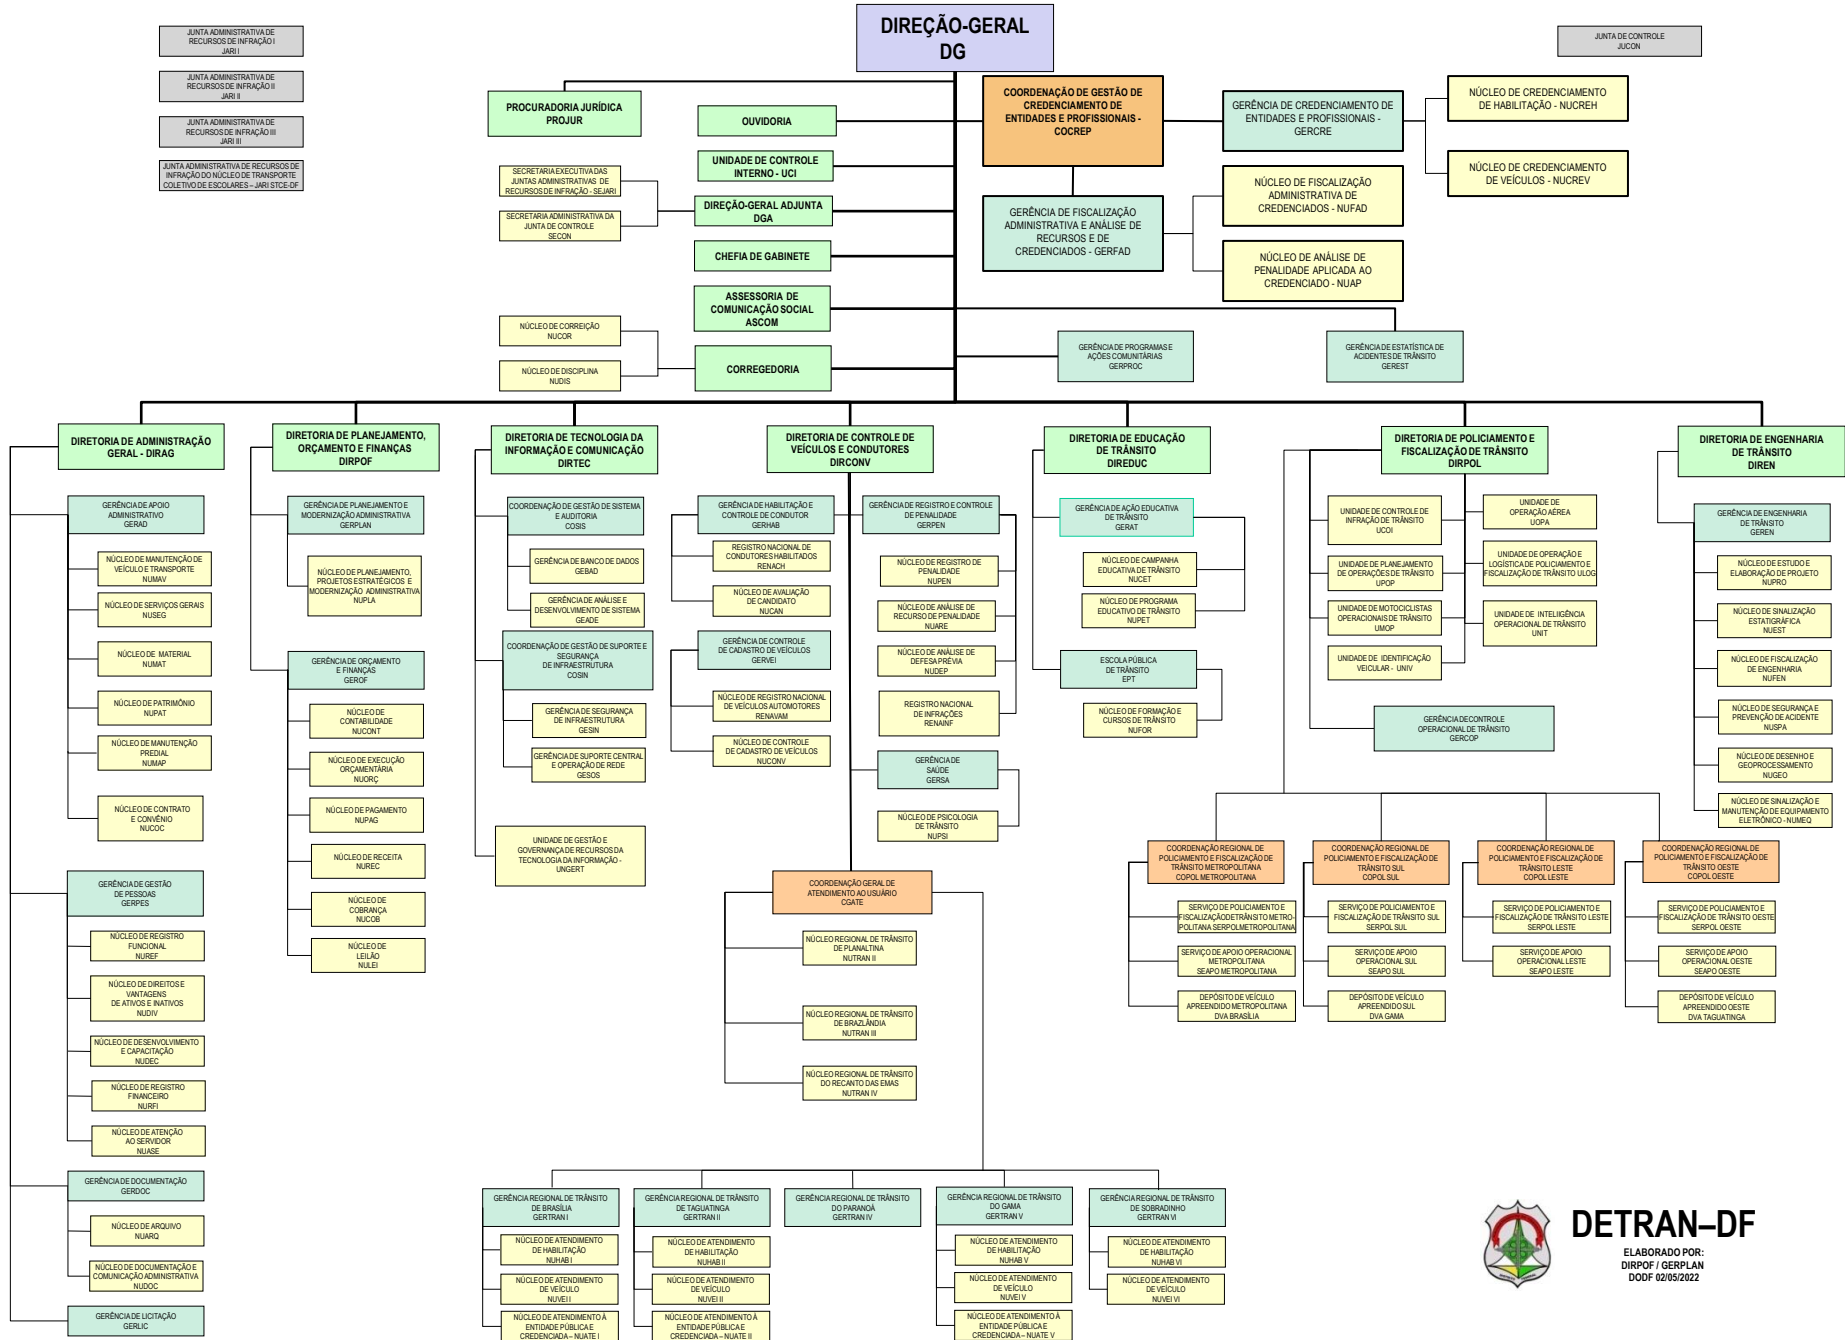 DIREÇÃO-GERAL
DG
JUNTA ADMINISTRATIVA DE
RECURSOS DE INFRAÇÃO I
JARI I
JUNTA ADMINISTRATIVA DE
RECURSOS DE INFRAÇÃO II
JARI II
JUNTA ADMINISTRATIVA DE
RECURSOS DE INFRAÇÃO III
JARI III
JUNTA ADMINISTRATIVA DE RECURSOS DE
INFRAÇÃO DO NÚCLEO DE TRANSPORTE
COLETIVO DE ESCOLARES – JARI STCE-DF
JUNTA DE CONTROLE
JUCON
PROCURADORIA JURÍDICA
PROJUR
OUVIDORIA
UNIDADE DE CONTROLE
INTERNO - UCI
SECRETARIA EXECUTIVA DAS
JUNTAS ADMINISTRATIVAS DE
RECURSOS DE INFRAÇÃO - SEJARI
SECRETARIA ADMINISTRATIVA DA
JUNTA DE CONTROLE
SECON
DIREÇÃO-GERAL ADJUNTA
DGA
CHEFIA DE GABINETE
ASSESSORIA DE
COMUNICAÇÃO SOCIAL
ASCOM
NÚCLEO DE CORREIÇÃO
NUCOR
NÚCLEO DE DISCIPLINA
NUDIS
CORREGEDORIA
COORDENAÇÃO DE GESTÃO DE
CREDENCIAMENTO DE
ENTIDADES E PROFISSIONAIS -
COCREP
GERÊNCIA DE CREDENCIAMENTO DE
ENTIDADES E PROFISSIONAIS -
GERCRE
NÚCLEO DE CREDENCIAMENTO
DE HABILITAÇÃO - NUCREH
NÚCLEO DE CREDENCIAMENTO
DE VEÍCULOS - NUCREV
GERÊNCIA DE FISCALIZAÇÃO
ADMINISTRATIVA E ANÁLISE DE
RECURSOS E DE
CREDENCIADOS - GERFAD
NÚCLEO DE FISCALIZAÇÃO
ADMINISTRATIVA DE
CREDENCIADOS - NUFAD
NÚCLEO DE ANÁLISE DE
PENALIDADE APLICADA AO
CREDENCIADO - NUAP
GERÊNCIA DE PROGRAMAS E
AÇÕES COMUNITÁRIAS
GERPROC
GERÊNCIA DE ESTATÍSTICA DE
ACIDENTES DE TRÂNSITO
GEREST
DIRETORIA DE ADMINISTRAÇÃO
GERAL - DIRAG
GERÊNCIA DE APOIO
ADMINISTRATIVO
GERAD
NÚCLEO DE MANUTENÇÃO DE
VEÍCULO E TRANSPORTE
NUMAV
NÚCLEO DE SERVIÇOS GERAIS
NUSEG
NÚCLEO DE MATERIAL
NUMAT
NÚCLEO DE PATRIMÔNIO
NUPAT
NÚCLEO DE MANUTENÇÃO
PREDIAL
NUMAP
NÚCLEO DE CONTRATO
E CONVÊNIO
NUCOC
GERÊNCIA DE GESTÃO
DE PESSOAS
GERPES
NÚCLEO DE REGISTRO
FUNCIONAL
NUREF
NÚCLEO DE DIREITOS E
VANTAGENS
DE ATIVOS E INATIVOS
NUDIV
NÚCLEO DE DESENVOLVIMENTO
E CAPACITAÇÃO
NUDEC
NÚCLEO DE REGISTRO
FINANCEIRO
NURFI
NÚCLEO DE ATENÇÃO
AO SERVIDOR
NUASE
GERÊNCIA DE DOCUMENTAÇÃO
GERDOC
NÚCLEO DE ARQUIVO
NUARQ
NÚCLEO DE DOCUMENTAÇÃO E
COMUNICAÇÃO ADMINISTRATIVA
NUDOC
GERÊNCIA DE LICITAÇÃO
GERLIC
DIRETORIA DE PLANEJAMENTO,
ORÇAMENTO E FINANÇAS
DIRPOF
GERÊNCIA DE PLANEJAMENTO E
MODERNIZAÇÃO ADMINISTRATIVA
GERPLAN
NÚCLEO DE PLANEJAMENTO,
PROJETOS ESTRATÉGICOS E
MODERNIZAÇÃO ADMINISTRATIVA
NUPLA
GERÊNCIA DE ORÇAMENTO
E FINANÇAS
GEROF
NÚCLEO DE
CONTABILIDADE
NUCONT
NÚCLEO DE EXECUÇÃO
ORÇAMENTÁRIA
NUORÇ
NÚCLEO DE PAGAMENTO
NUPAG
NÚCLEO DE RECEITA
NUREC
NÚCLEO DE
COBRANÇA
NUCOB
NÚCLEO DE
LEILÃO
NULEI
DIRETORIA DE TECNOLOGIA DA
INFORMAÇÃO E COMUNICAÇÃO
DIRTEC
COORDENAÇÃO DE GESTÃO DE SISTEMA
E AUDITORIA
COSIS
GERÊNCIA DE BANCO DE DADOS
GEBAD
GERÊNCIA DE ANÁLISE E
DESENVOLVIMENTO DE SISTEMA
GEADE
COORDENAÇÃO DE GESTÃO DE SUPORTE E
SEGURANÇA
DE INFRAESTRUTURA
COSIN
GERÊNCIA DE SEGURANÇA
DE INFRAESTRUTURA
GESIN
GERÊNCIA DE SUPORTE CENTRAL
E OPERAÇÃO DE REDE
GESOS
UNIDADE DE GESTÃO E
GOVERNANÇA DE RECURSOS DA
TECNOLOGIA DA INFORMAÇÃO -
UNGERT
DIRETORIA DE CONTROLE DE
VEÍCULOS E CONDUTORES
DIRCONV
GERÊNCIA DE HABILITAÇÃO E
CONTROLE DE CONDUTOR
GERHAB
REGISTRO NACIONAL DE
CONDUTORES HABILITADOS
RENACH
NÚCLEO DE AVALIAÇÃO
DE CANDIDATO
NUCAN
GERÊNCIA DE CONTROLE
DE CADASTRO DE VEÍCULOS
GERVEI
NÚCLEO DE REGISTRO NACIONAL
DE VEÍCULOS AUTOMOTORES
RENAVAM
NÚCLEO DE CONTROLE
DE CADASTRO DE VEÍCULOS
NUCONV
GERÊNCIA DE REGISTRO E CONTROLE
DE PENALIDADE
GERPEN
NÚCLEO DE REGISTRO DE
PENALIDADE
NUPEN
NÚCLEO DE ANÁLISE DE
RECURSO DE PENALIDADE
NUARE
NÚCLEO DE ANÁLISE DE
DEFESA PRÉVIA
NUDEP
REGISTRO NACIONAL
DE INFRAÇÕES
RENAINF
GERÊNCIA DE
SAÚDE
GERSA
NÚCLEO DE PSICOLOGIA
DE TRÂNSITO
NUPSI
COORDENAÇÃO GERAL DE
ATENDIMENTO AO USUÁRIO
CGATE
NÚCLEO REGIONAL DE TRÂNSITO
DE PLANALTINA
NUTRAN II
NÚCLEO REGIONAL DE TRÂNSITO
DE BRAZLÂNDIA
NUTRAN III
NÚCLEO REGIONAL DE TRÂNSITO
DO RECANTO DAS EMAS
NUTRAN IV
GERÊNCIA REGIONAL DE TRÂNSITO
DE BRASÍLIA
GERTRAN I
NÚCLEO DE ATENDIMENTO
DE HABILITAÇÃO
NUHAB I
NÚCLEO DE ATENDIMENTO
DE VEÍCULO
NUVEI I
NÚCLEO DE ATENDIMENTO À
ENTIDADE PÚBLICA E
CREDENCIADA – NUATE I
GERÊNCIA REGIONAL DE TRÂNSITO
DE TAGUATINGA
GERTRAN II
NÚCLEO DE ATENDIMENTO
DE HABILITAÇÃO
NUHAB II
NÚCLEO DE ATENDIMENTO
DE VEÍCULO
NUVEI II
NÚCLEO DE ATENDIMENTO À
ENTIDADE PÚBLICA E
CREDENCIADA – NUATE II
GERÊNCIA REGIONAL DE TRÂNSITO
DO PARANOÁ
GERTRAN IV
GERÊNCIA REGIONAL DE TRÂNSITO
DO GAMA
GERTRAN V
NÚCLEO DE ATENDIMENTO
DE HABILITAÇÃO
NUHAB V
NÚCLEO DE ATENDIMENTO
DE VEÍCULO
NUVEI V
NÚCLEO DE ATENDIMENTO À
ENTIDADE PÚBLICA E
CREDENCIADA – NUATE V
GERÊNCIA REGIONAL DE TRÂNSITO
DE SOBRADINHO
GERTRAN VI
NÚCLEO DE ATENDIMENTO
DE HABILITAÇÃO
NUHAB VI
NÚCLEO DE ATENDIMENTO
DE VEÍCULO
NUVEI VI
DIRETORIA DE EDUCAÇÃO
DE TRÂNSITO
DIREDUC
GERÊNCIA DE AÇÃO EDUCATIVA
DE TRÂNSITO
GERAT
NÚCLEO DE CAMPANHA
EDUCATIVA DE TRÂNSITO
NUCET
NÚCLEO DE PROGRAMA
EDUCATIVO DE TRÂNSITO
NUPET
ESCOLA PÚBLICA
DE TRÂNSITO
EPT
NÚCLEO DE FORMAÇÃO E
CURSOS DE TRÂNSITO
NUFOR
DIRETORIA DE POLICIAMENTO E
FISCALIZAÇÃO DE TRÂNSITO
DIRPOL
UNIDADE DE CONTROLE DE
INFRAÇÃO DE TRÂNSITO
UCOI
UNIDADE DE PLANEJAMENTO
DE OPERAÇÕES DE TRÂNSITO
UPOP
UNIDADE DE MOTOCICLISTAS
OPERACIONAIS DE TRÂNSITO
UMOP
UNIDADE DE IDENTIFICAÇÃO
VEICULAR - UNIV
UNIDADE DE
OPERAÇÃO AÉREA
UOPA
UNIDADE DE OPERAÇÃO E
LOGÍSTICA DE POLICIAMENTO E
FISCALIZAÇÃO DE TRÂNSITO ULOG
UNIDADE DE INTELIIGÊNCIA
OPERACIONAL DE TRÂNSITO
UNIT
GERÊNCIA DE CONTROLE
OPERACIONAL DE TRÂNSITO
GERCOP
COORDENAÇÃO REGIONAL DE
POLICIAMENTO E FISCALIZAÇÃO DE
TRÂNSITO METROPOLITANA
COPOL METROPOLITANA
SERVIÇO DE POLICIAMENTO E
FISCALIZAÇÃO DE TRÂNSITO METRO-
POLITANA SERPOL METROPOLITANA
SERVIÇO DE APOIO OPERACIONAL
METROPOLITANA
SEAPO METROPOLITANA
DEPÓSITO DE VEÍCULO
APREENDIDO METROPOLITANA
DVA BRASÍLIA
COORDENAÇÃO REGIONAL DE
POLICIAMENTO E FISCALIZAÇÃO DE
TRÂNSITO SUL
COPOL SUL
SERVIÇO DE POLICIAMENTO E
FISCALIZAÇÃO DE TRÂNSITO SUL
SERPOL SUL
SERVIÇO DE APOIO
OPERACIONAL SUL
SEAPO SUL
DEPÓSITO DE VEÍCULO
APREENDIDO SUL
DVA GAMA
COORDENAÇÃO REGIONAL DE
POLICIAMENTO E FISCALIZAÇÃO DE
TRÂNSITO LESTE
COPOL LESTE
SERVIÇO DE POLICIAMENTO E
FISCALIZAÇÃO DE TRÂNSITO LESTE
SERPOL LESTE
SERVIÇO DE APOIO
OPERACIONAL LESTE
SEAPO LESTE
COORDENAÇÃO REGIONAL DE
POLICIAMENTO E FISCALIZAÇÃO DE
TRÂNSITO OESTE
COPOL OESTE
SERVIÇO DE POLICIAMENTO E
FISCALIZAÇÃO DE TRÂNSITO OESTE
SERPOL OESTE
SERVIÇO DE APOIO
OPERACIONAL OESTE
SEAPO OESTE
DEPÓSITO DE VEÍCULO
APREENDIDO OESTE
DVA TAGUATINGA
DIRETORIA DE ENGENHARIA
DE TRÂNSITO
DIREN
GERÊNCIA DE ENGENHARIA
DE TRÂNSITO
GEREN
NÚCLEO DE ESTUDO E
ELABORAÇÃO DE PROJETO
NUPRO
NÚCLEO DE SINALIZAÇÃO
ESTATIGRÁFICA
NUEST
NÚCLEO DE FISCALIZAÇÃO
DE ENGENHARIA
NUFEN
NÚCLEO DE SEGURANÇA E
PREVENÇÃO DE ACIDENTE
NUSPA
NÚCLEO DE DESENHO E
GEOPROCESSAMENTO
NUGEO
NÚCLEO DE SINALIZAÇÃO E
MANUTENÇÃO DE EQUIPAMENTO
ELETRÔNICO - NUMEQ
DETRAN–DF
ELABORADO POR:
DIRPOF / GERPLAN
DODF 02/05/2022